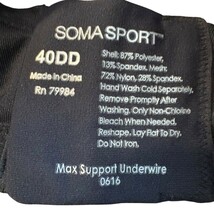 SOMA SPORT™
40DD
Made in China
Rn 79984
Shell: 87% Polyester,
13% Spandex. Mesh:
72% Nylon, 28% Spandex.
Hand Wash Cold Separately.
Remove Promptly After
Washing. Only Non-Chlorine
Bleach When Needed.
Reshape. Lay Flat To Dry.
Do Not Iron.
Max Support Underwire
0616